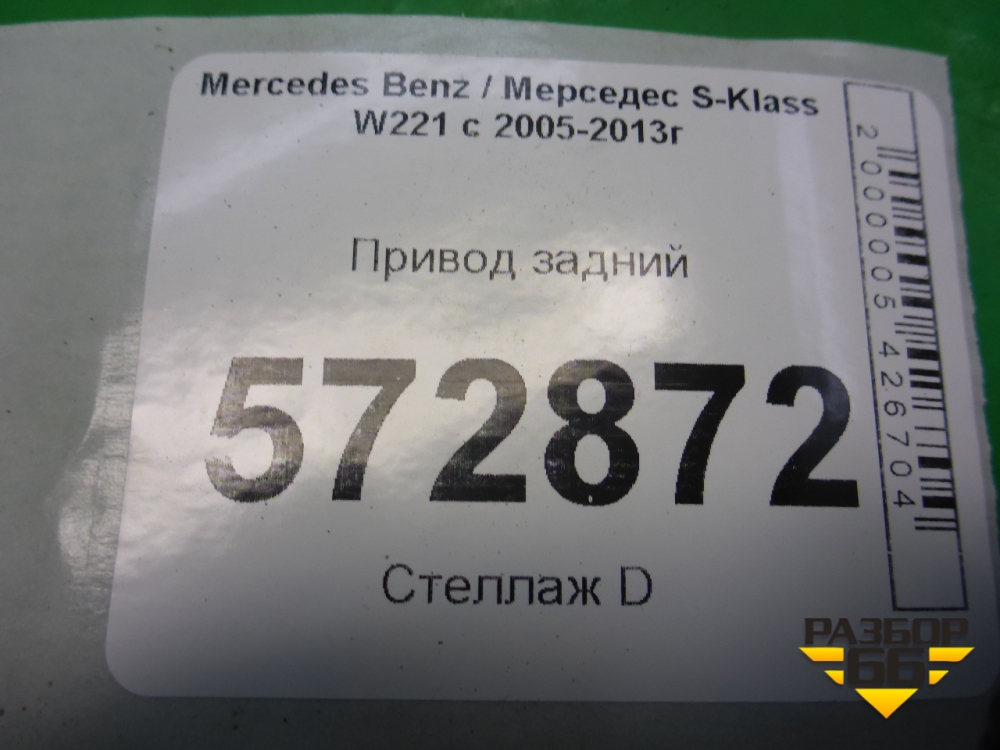 Mercedes Benz / Мерседес S-Klass
W221 с 2005-2013г
Привод задний
572872
Стеллаж D
2000005426704
РАЗБОР
66